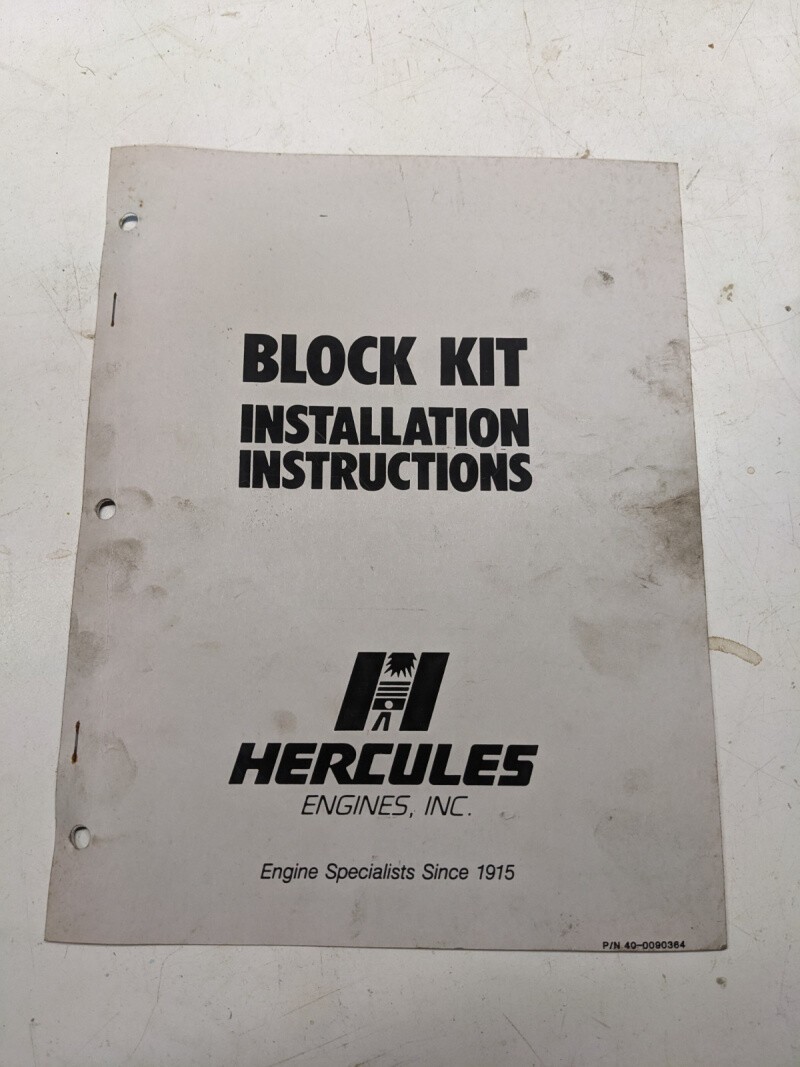 BLOCK KIT
INSTALLATION
INSTRUCTIONS
HERCULES
ENGINES, INC.
Engine Specialists Since 1915
P/N 40-0090364